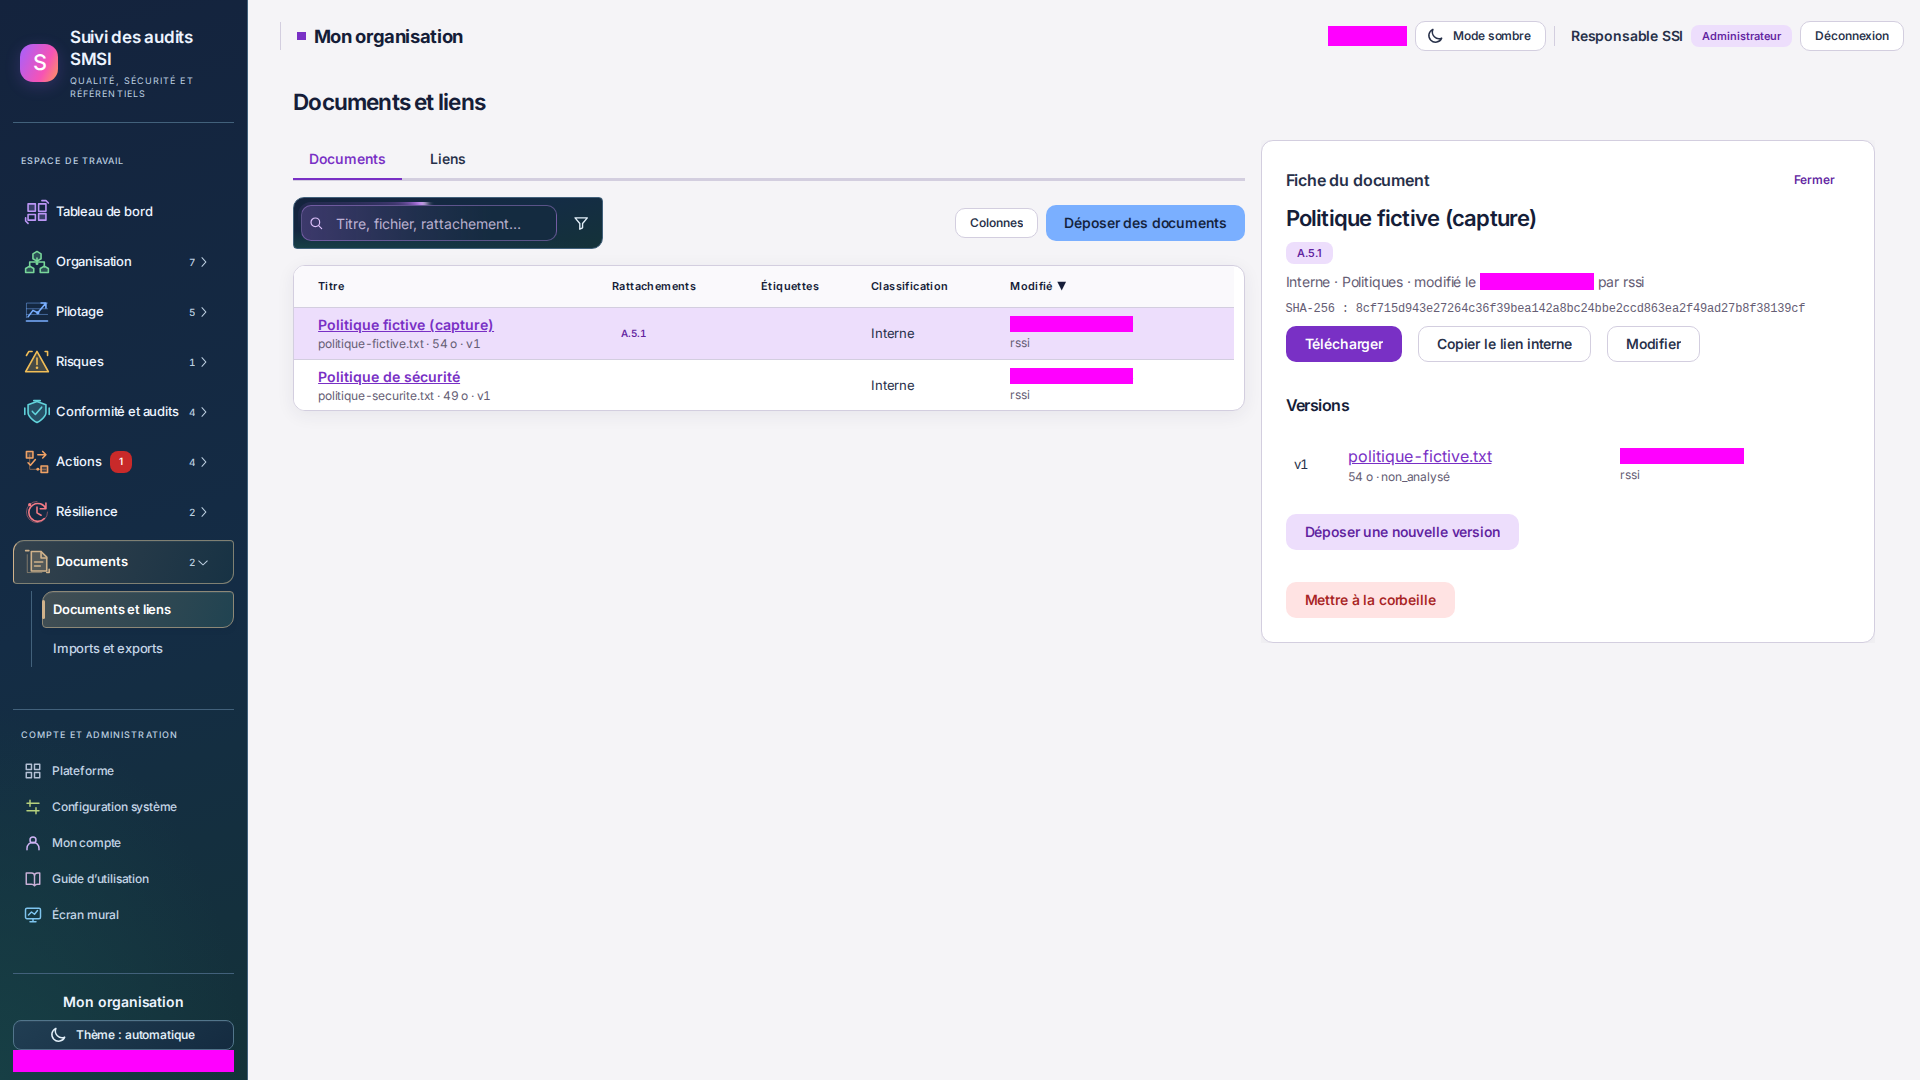 S
Suivi des audits
SMSI
QUALITÉ, SÉCURITÉ ET
RÉFÉRENTIELS
ESPACE DE TRAVAIL
Tableau de bord
Organisation 7
Pilotage 5
Risques 1
Conformité et audits 4
Actions 1 4
Résilience 2
Documents 2
Documents et liens
Imports et exports
COMPTE ET ADMINISTRATION
Plateforme
Configuration système
Mon compte
Guide d’utilisation
Écran mural
Mon organisation
Thème : automatique
Mon organisation
Mode sombre
Responsable SSI
Administrateur
Déconnexion
Documents et liens
Documents Liens
Titre, fichier, rattachement...
Colonnes
Déposer des documents
Titre Rattachements Étiquettes Classification Modifié ▼
Politique fictive (capture)
politique-fictive.txt · 54 o · v1
A.5.1
Interne
rssi
Politique de sécurité
politique-securite.txt · 49 o · v1
Interne
rssi
Fiche du document
Fermer
Politique fictive (capture)
A.5.1
Interne · Politiques · modifié le par rssi
SHA-256 : 8cf715d943e27264c36f39bea142a8bc24bbe2ccd863ea2f49ad27b8f38139cf
Télécharger
Copier le lien interne
Modifier
Versions
v1
politique-fictive.txt
54 o · non_analysé
rssi
Déposer une nouvelle version
Mettre à la corbeille